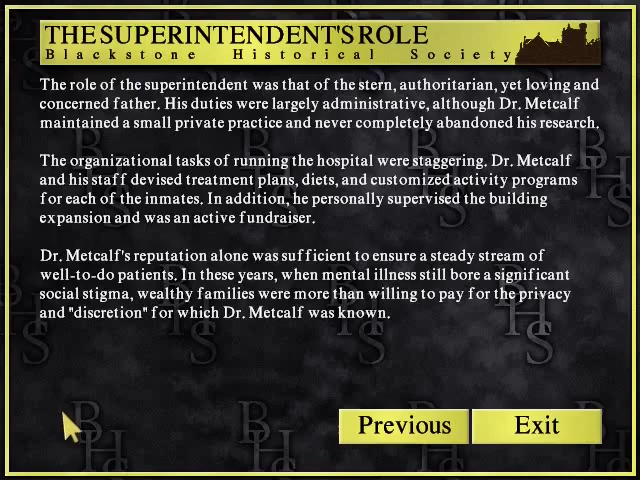 THE SUPERINTENDENT'S ROLE
Blackstone Historical Society
The role of the superintendent was that of the stern, authoritarian, yet loving and
concerned father. His duties were largely administrative, although Dr. Metcalf
maintained a small private practice and never completely abandoned his research.
The organizational tasks of running the hospital were staggering. Dr. Metcalf
and his staff devised treatment plans, diets, and customized activity programs
for each of the inmates. In addition, he personally supervised the building
expansion and was an active fundraiser.
Dr. Metcalf's reputation alone was sufficient to ensure a steady stream of
well-to-do patients. In these years, when mental illness still bore a significant
social stigma, wealthy families were more than willing to pay for the privacy
and "discretion" for which Dr. Metcalf was known.
Previous Exit